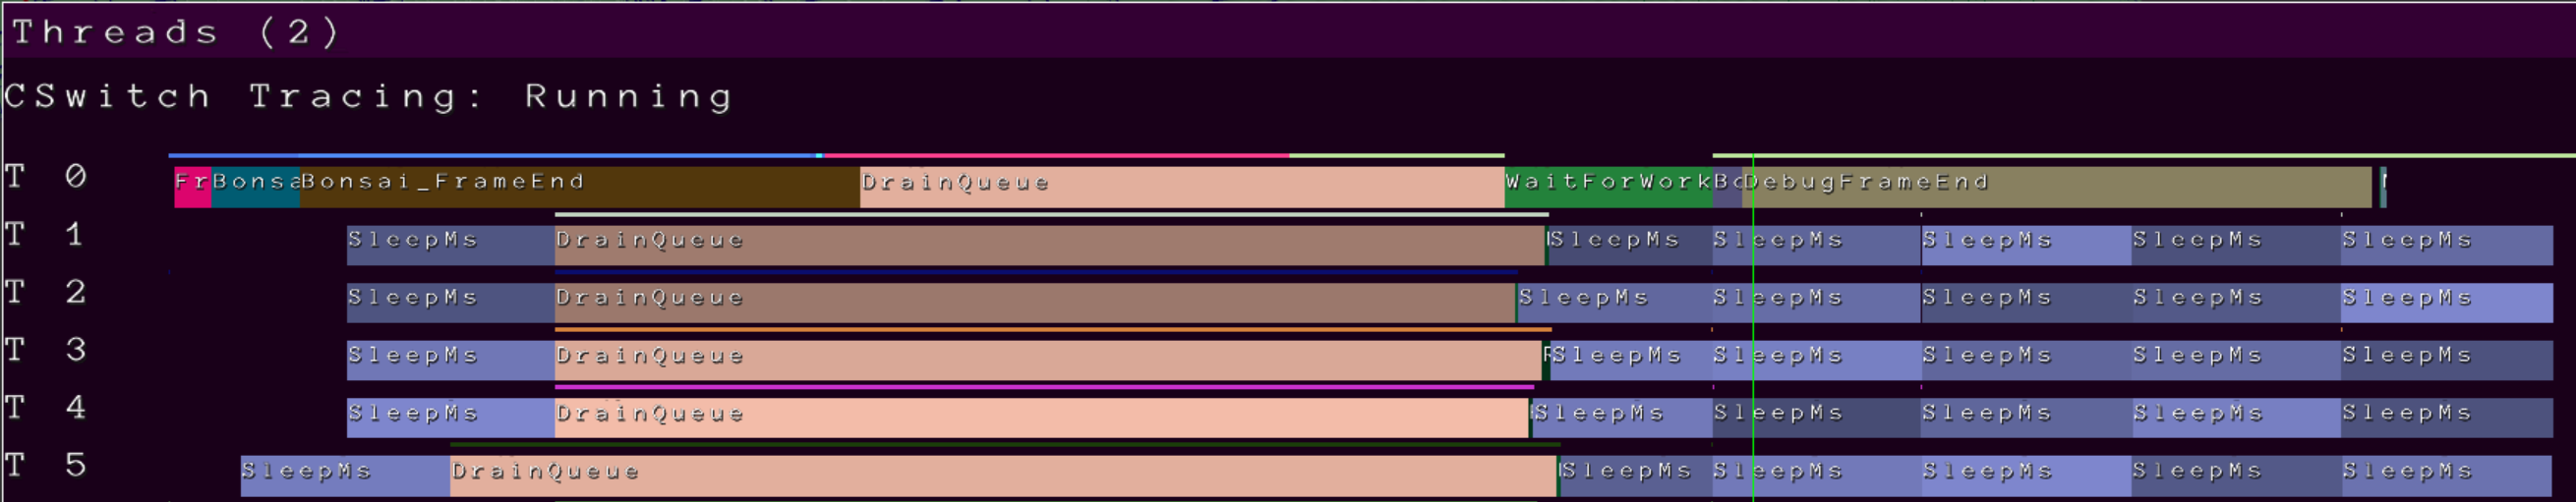 Threads (2)
CSwitch Tracing: Running
T 0 Fr Bonsa Bonsai_FrameEnd DrainQueue WaitForWork Bo DebugFrameEnd
T 1 SleepMs DrainQueue SleepMs SleepMs SleepMs SleepMs SleepMs
T 2 SleepMs DrainQueue SleepMs SleepMs SleepMs SleepMs SleepMs
T 3 SleepMs DrainQueue SleepMs SleepMs SleepMs SleepMs SleepMs
T 4 SleepMs DrainQueue SleepMs SleepMs SleepMs SleepMs SleepMs
T 5 SleepMs DrainQueue SleepMs SleepMs SleepMs SleepMs SleepMs